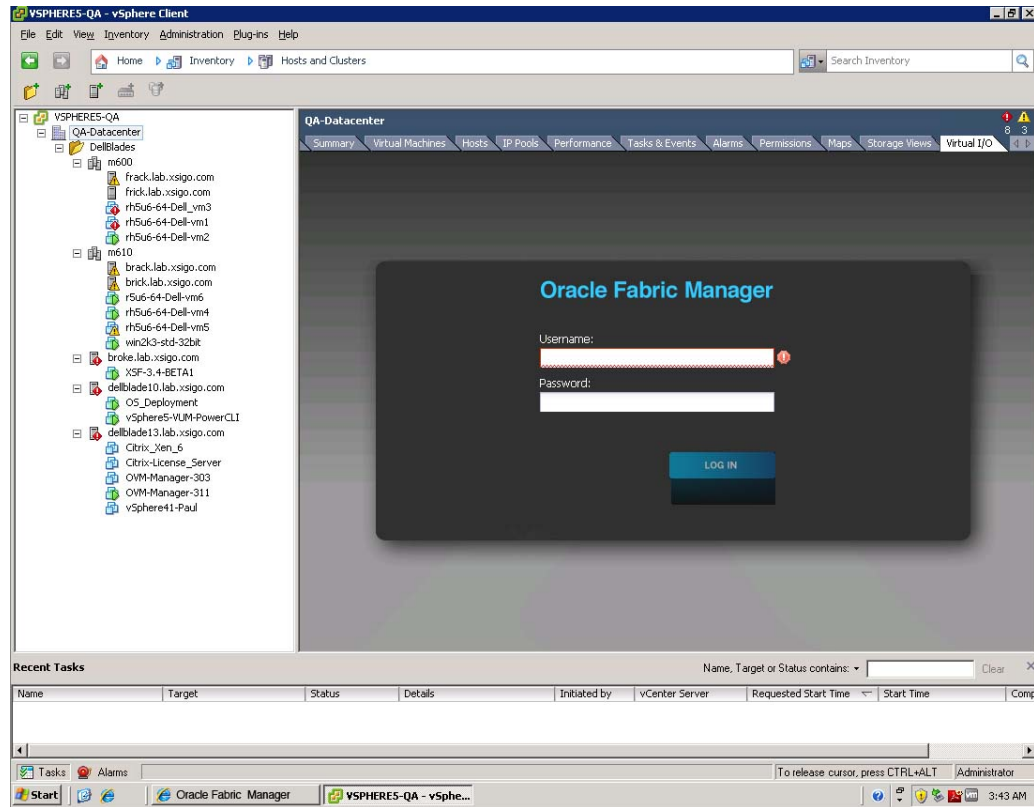 VSPHERE5-QA - vSphere Client
File Edit View Inventory Administration Plug-ins Help
Home Inventory Hosts and Clusters Search Inventory
VSPHERE5-QA
QA-Datacenter
DellBlades
m600
frack.lab.xsigo.com
frick.lab.xsigo.com
rh5u6-64-Dell_vm3
rh5u6-64-Dell-vm1
rh5u6-64-Dell-vm2
m610
brack.lab.xsigo.com
brick.lab.xsigo.com
r5u6-64-Dell-vm6
rh5u6-64-Dell-vm4
rh5u6-64-Dell-vm5
win2k3-std-32bit
broke.lab.xsigo.com
XSF-3.4-BETA1
dellblade10.lab.xsigo.com
OS_Deployment
vSphere5-VUM-PowerCLI
dellblade13.lab.xsigo.com
Citrix_Xen_6
Citrix-License_Server
OVM-Manager-303
OVM-Manager-311
vSphere41-Paul
QA-Datacenter
8 3
Summary Virtual Machines Hosts IP Pools Performance Tasks & Events Alarms Permissions Maps Storage Views Virtual I/O
Oracle Fabric Manager
Username:
Password:
LOG IN
Recent Tasks Name, Target or Status contains: Clear
Name Target Status Details Initiated by vCenter Server Requested Start Time Start Time Comp
Tasks Alarms To release cursor, press CTRL+ALT Administrator
Start Oracle Fabric Manager VSPHERE5-QA - vSphe... 3:43 AM